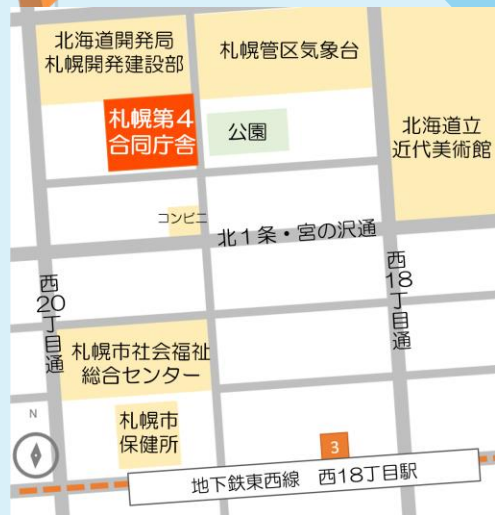 北海道開発局
札幌開発建設部
札幌管区気象台
札幌第4
合同庁舎
公園
北海道立
近代美術館
コンビニ
北1条・宮の沢通
西20丁目通
西18丁目通
札幌市社会福祉
総合センター
札幌市
保健所
N
3
地下鉄東西線 西18丁目駅